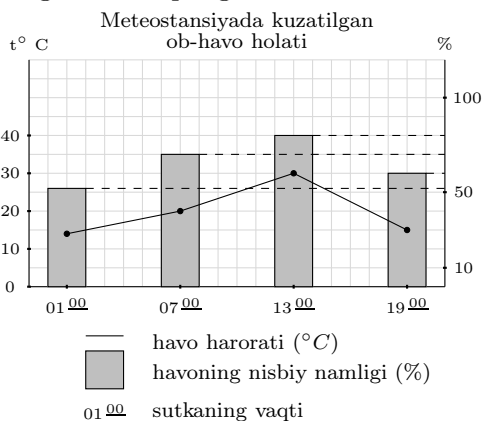 Meteostansiyada kuzatilgan
ob-havo holati
t° C
%
100
40
30
50
20
10
10
0
01 00 07 00 13 00 19 00
havo harorati (°C)
havoning nisbiy namligi (%)
01 00 sutkaning vaqti